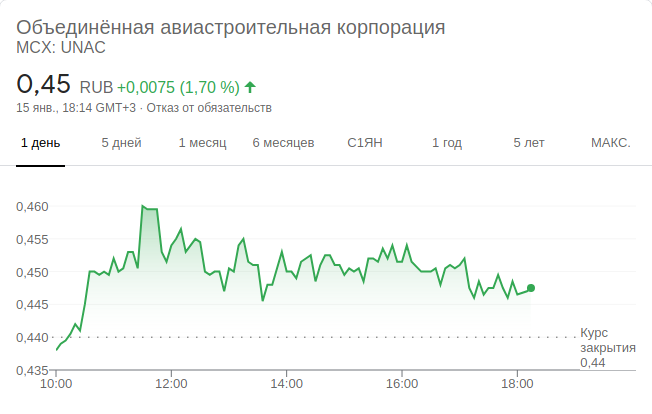 Объединённая авиастроительная корпорация
MCX: UNAC
0,45 RUB +0,0075 (1,70 %)
15 янв., 18:14 GMT+3 · Отказ от обязательств
1 день 5 дней 1 месяц 6 месяцев С1ЯН 1 год 5 лет МАКС.
0,460
0,455
0,450
0,445
0,440
0,435
Курс
закрытия
0,44
10:00 12:00 14:00 16:00 18:00